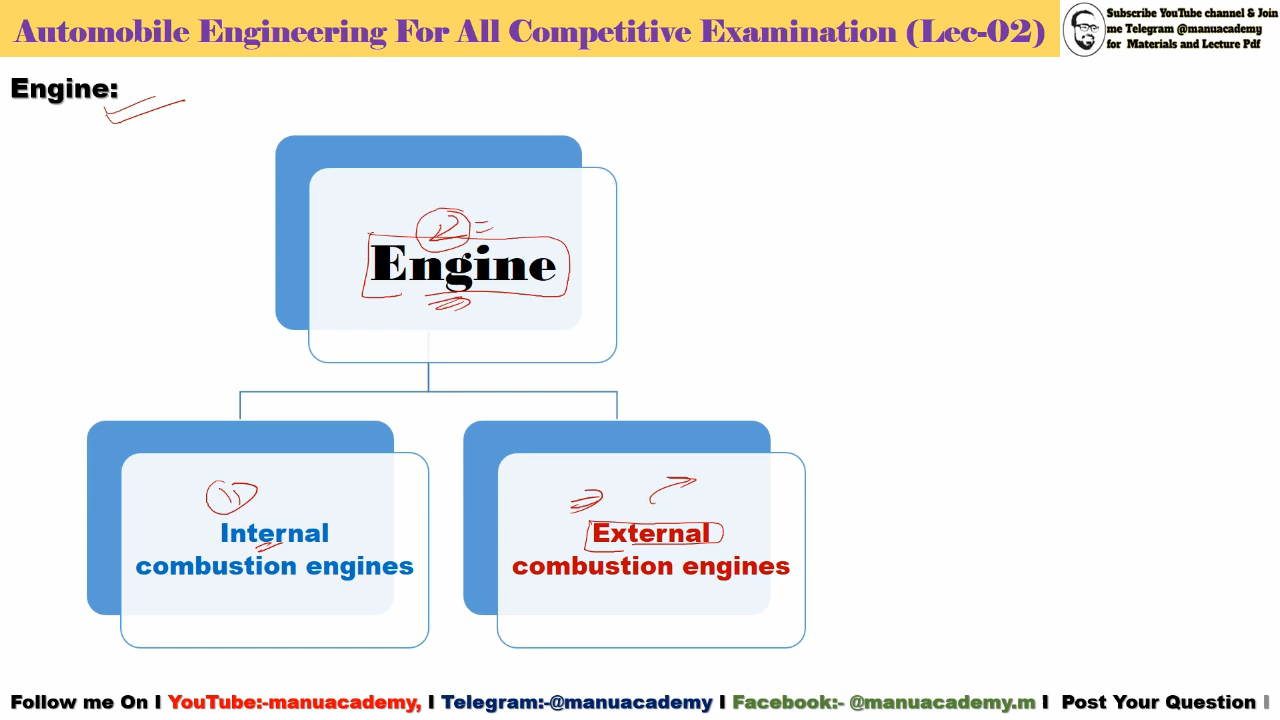 Automobile Engineering For All Competitive Examination (Lec-02)
Subscribe YouTube channel & Join
me Telegram @manuacademy
for Materials and Lecture Pdf
Engine:
2 =
Engine
Internal
combustion engines
External
combustion engines
Follow me On I YouTube:-manuacademy, I Telegram:-@manuacademy I Facebook:- @manuacademy.m I Post Your Question I